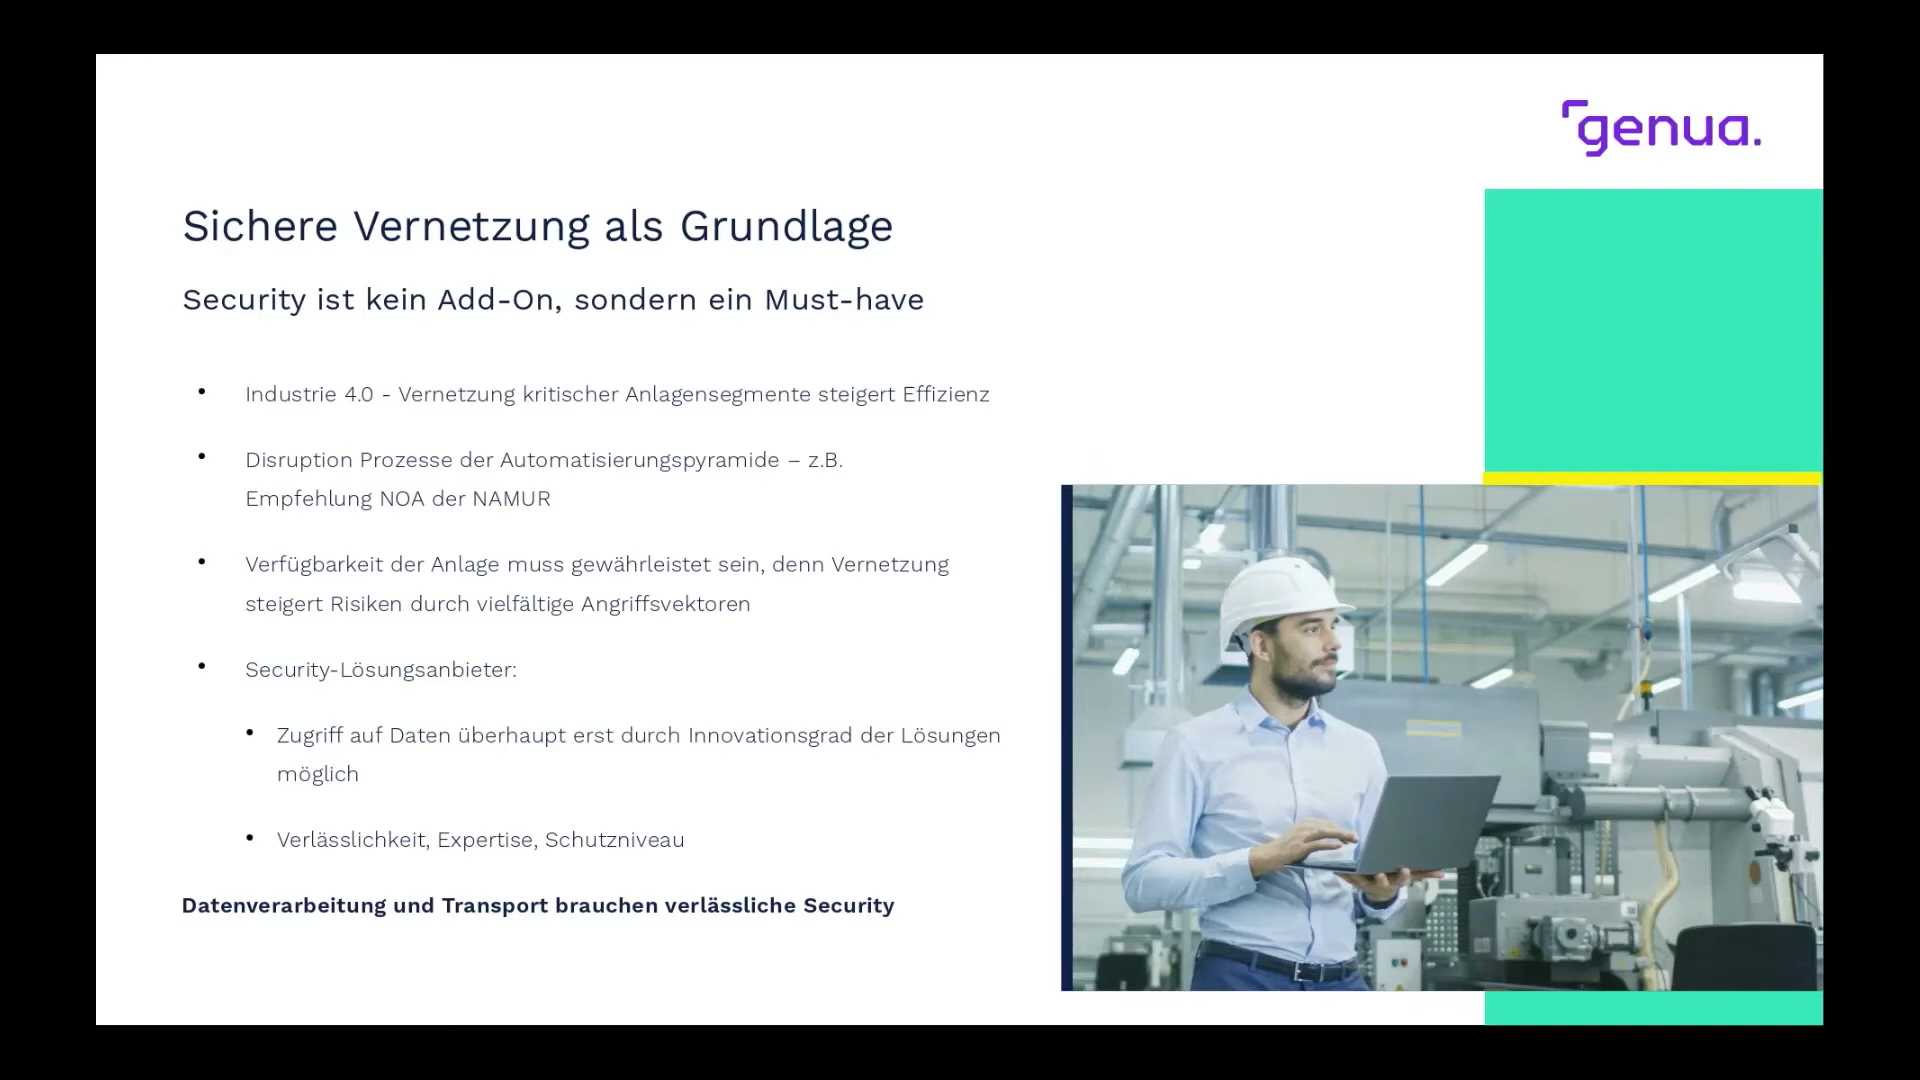 genua.
Sichere Vernetzung als Grundlage
Security ist kein Add-On, sondern ein Must-have
• Industrie 4.0 - Vernetzung kritischer Anlagensegmente steigert Effizienz
• Disruption Prozesse der Automatisierungspyramide – z.B.
Empfehlung NOA der NAMUR
• Verfügbarkeit der Anlage muss gewährleistet sein, denn Vernetzung
steigert Risiken durch vielfältige Angriffsvektoren
• Security-Lösungsanbieter:
• Zugriff auf Daten überhaupt erst durch Innovationsgrad der Lösungen
möglich
• Verlässlichkeit, Expertise, Schutzniveau
Datenverarbeitung und Transport brauchen verlässliche Security